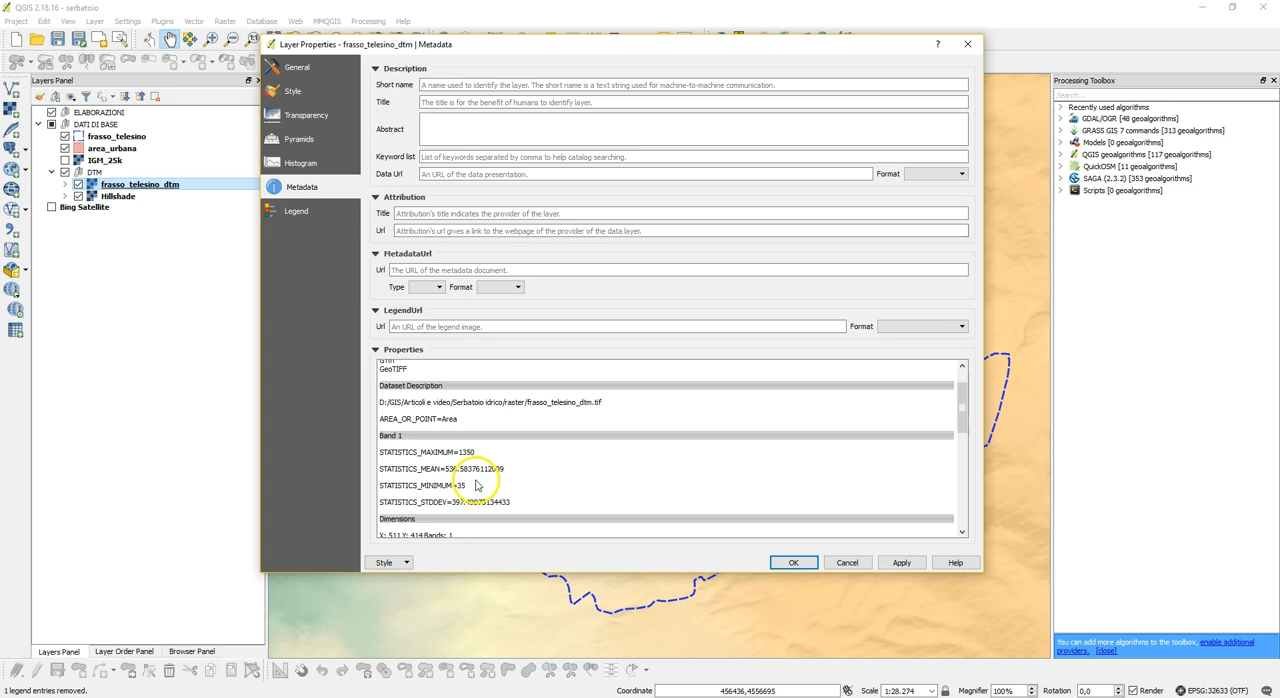 QGIS 2.18.16 - serbatoio
Project Edit View Layer Settings Plugins Vector Raster Database Web MMQGIS Processing Help
Layers Panel
ELABORAZIONI
DATI DI BASE
frasso_telesino
area_urbana
IGM_25k
DTM
frasso_telesino_dtm
Hillshade
Bing Satellite
Layers Panel Layer Order Panel Browser Panel
Layer Properties - frasso_telesino_dtm | Metadata
General
Style
Transparency
Pyramids
Histogram
Metadata
Legend
Description
Short name A name used to identify the layer. The short name is a text string used for machine-to-machine communication.
Title The title is for the benefit of humans to identify layer.
Abstract
Keyword list List of keywords separated by comma to help catalog searching.
Data Url An URL of the data presentation. Format
Attribution
Title Attribution's title indicates the provider of the layer.
Url Attribution's url gives a link to the webpage of the provider of the data layer.
MetadataUrl
Url The URL of the metadata document.
Type Format
LegendUrl
Url An URL of the legend image. Format
Properties
GeoTIFF
Dataset Description
D:/GIS/Articoli e video/Serbatoio idrico/raster/frasso_telesino_dtm.tif
AREA_OR_POINT=Area
Band 1
STATISTICS_MAXIMUM=1350
STATISTICS_MINIMUM=35
Dimensions
X: 511 Y: 414 Bands: 1
Style OK Cancel Apply Help
Processing Toolbox
Search...
Recently used algorithms
GDAL/OGR [48 geoalgorithms]
GRASS GIS 7 commands [313 geoalgorithms]
Models [0 geoalgorithms]
QGIS geoalgorithms [117 geoalgorithms]
QuickOSM [11 geoalgorithms]
SAGA (2.3.2) [353 geoalgorithms]
Scripts [0 geoalgorithms]
You can add more algorithms to the toolbox, enable additional
providers. [close]
1 legend entries removed. Coordinate 456436,4556695 Scale 1:28.274 Magnifier 100% Rotation 0,0 Render EPSG:32633 (OTF)